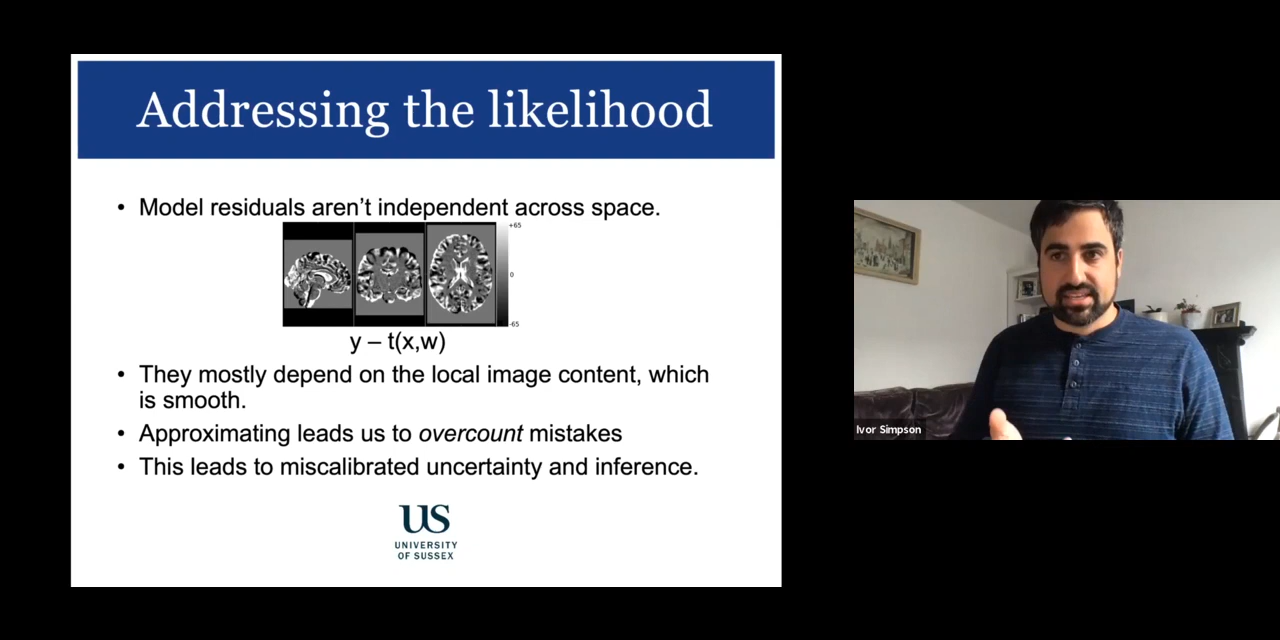 Addressing the likelihood
• Model residuals aren’t independent across space.
+65
0
-65
y – t(x,w)
• They mostly depend on the local image content, which
is smooth.
• Approximating leads us to overcount mistakes
• This leads to miscalibrated uncertainty and inference.
US
UNIVERSITY
OF SUSSEX
Ivor Simpson